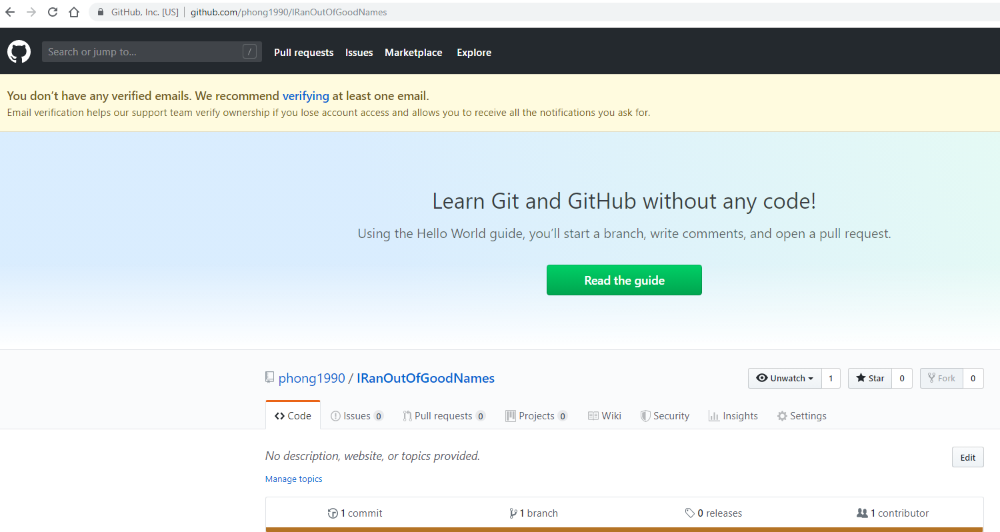 GitHub, Inc. [US] | github.com/phong1990/IRanOutOfGoodNames
Search or jump to... /
Pull requests Issues Marketplace Explore
You don’t have any verified emails. We recommend verifying at least one email.
Email verification helps our support team verify ownership if you lose account access and allows you to receive all the notifications you ask for.
Learn Git and GitHub without any code!
Using the Hello World guide, you’ll start a branch, write comments, and open a pull request.
Read the guide
phong1990 / IRanOutOfGoodNames
Unwatch 1 Star 0 Fork 0
Code Issues 0 Pull requests 0 Projects 0 Wiki Security Insights Settings
No description, website, or topics provided.
Edit
Manage topics
1 commit 1 branch 0 releases 1 contributor